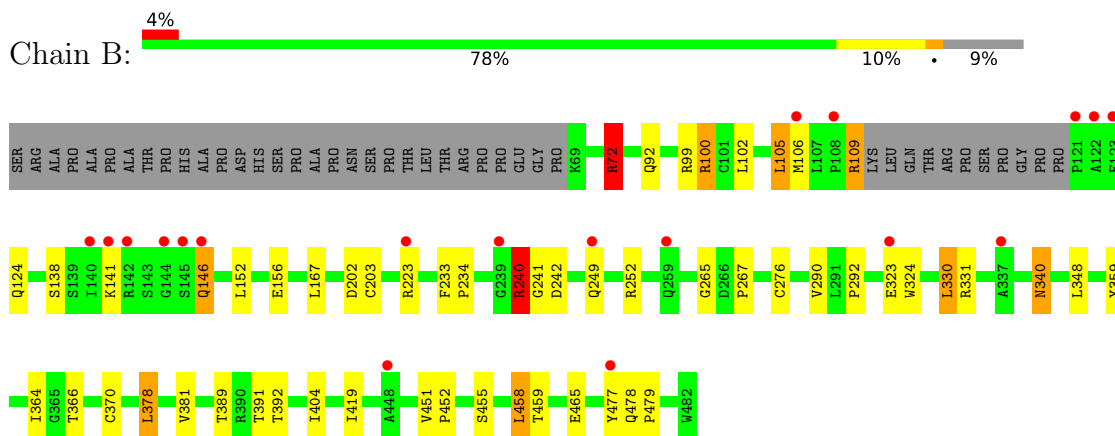 4%
Chain B:
78% 10% • 9%
SER ARG ALA PRO ALA PRO ALA THR PRO HIS ALA PRO ASP HIS SER PRO ALA PRO ASN SER PRO THR LEU THR ARG PRO PRO GLU GLY PRO K69 R72 Q92 R99 R100 C101 L102 L105 M106 L107 P108 R109 LYS LEU GLN THR ARG PRO SER PRO GLY PRO PRO P121 A122
Q124 S138 S139 I140 K141 R142 S143 G144 S145 Q146 L152 E156 L167 D202 C203 R223 F233 P234 G239 R240 G241 D242 Q249 R252 Q259 G265 D266 P267 C276 V290 L291 P292 E323 W324 L330 R331 A337 N340 L348
I364 G365 T366 C370 L378 V381 T389 R390 T391 T392 I404 I419 A448 V451 P452 S455 L458 T459 E465 Y477 Q478 P479 W482